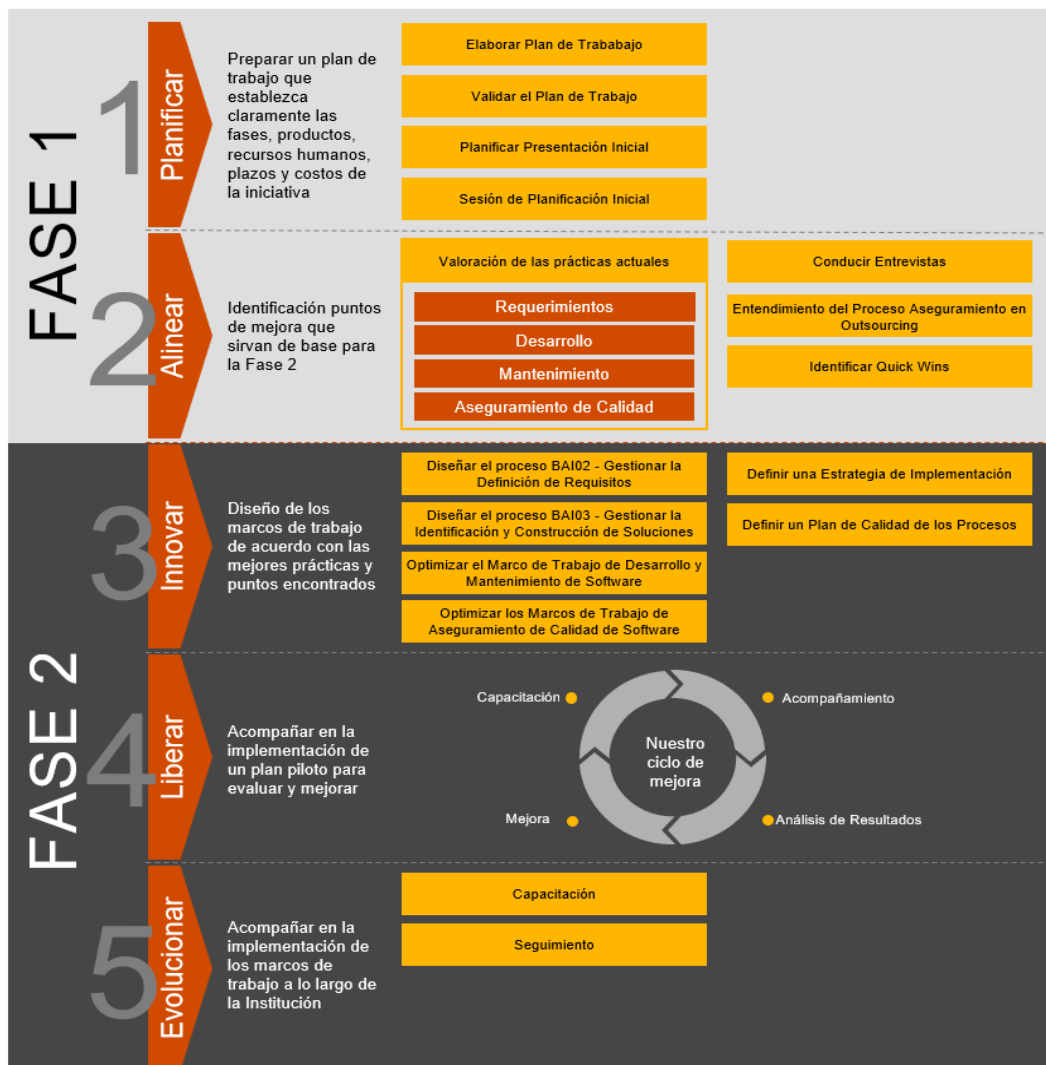 FASE 1
1
Planificar
Preparar un plan de
trabajo que
establezca
claramente las
fases, productos,
recursos humanos,
plazos y costos de
la iniciativa
Elaborar Plan de Trababajo
Validar el Plan de Trabajo
Planificar Presentación Inicial
Sesión de Planificación Inicial
2
Alinear
Identificación puntos
de mejora que
sirvan de base para
la Fase 2
Valoración de las prácticas actuales
Requerimientos
Desarrollo
Mantenimiento
Aseguramiento de Calidad
Conducir Entrevistas
Entendimiento del Proceso Aseguramiento en
Outsourcing
Identificar Quick Wins
FASE 2
3
Innovar
Diseño de los
marcos de trabajo
de acuerdo con las
mejores prácticas y
puntos encontrados
Diseñar el proceso BAI02 - Gestionar la
Definición de Requisitos
Diseñar el proceso BAI03 - Gestionar la
Identificación y Construcción de Soluciones
Optimizar el Marco de Trabajo de Desarrollo y
Mantenimiento de Software
Optimizar los Marcos de Trabajo de
Aseguramiento de Calidad de Software
Definir una Estrategia de Implementación
Definir un Plan de Calidad de los Procesos
4
Liberar
Acompañar en la
implementación de
un plan piloto para
evaluar y mejorar
Capacitación
Acompañamiento
Nuestro
ciclo de
mejora
Mejora
Análisis de Resultados
5
Evolucionar
Acompañar en la
implementación de
los marcos de
trabajo a lo largo de
la Institución
Capacitación
Seguimiento